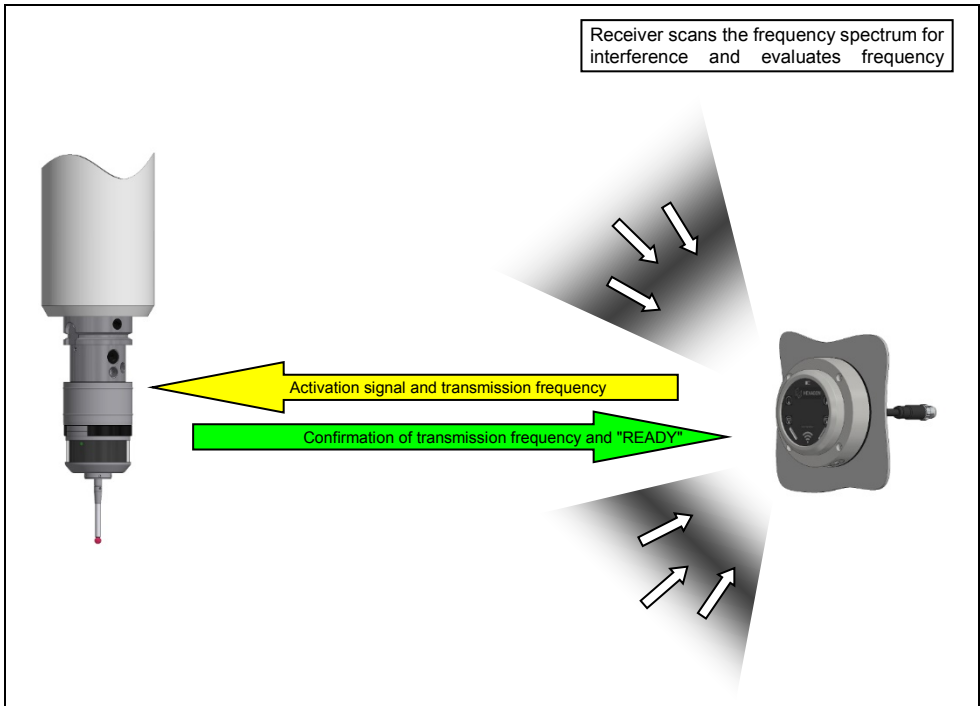 Receiver scans the frequency spectrum for
interference and evaluates frequency
Activation signal and transmission frequency
Confirmation of transmission frequency and "READY"
HEXAGON